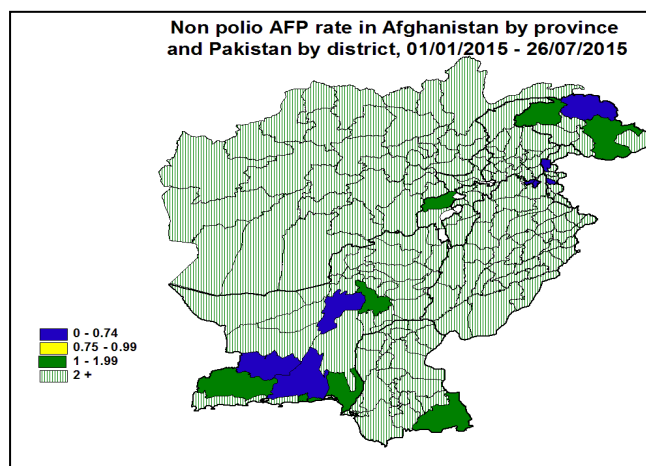 Non polio AFP rate in Afghanistan by province
and Pakistan by district, 01/01/2015 - 26/07/2015
0 - 0.74
0.75 - 0.99
1 - 1.99
2 +